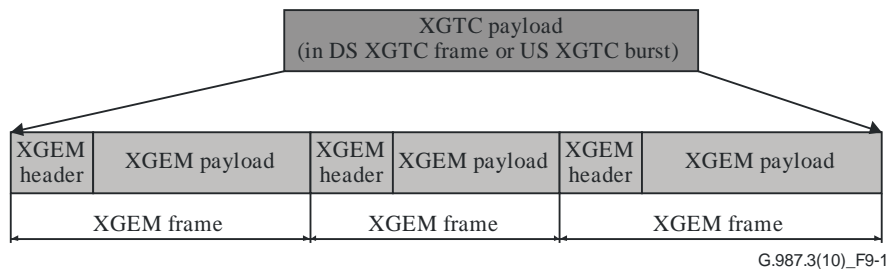 XGTC payload
(in DS XGTC frame or US XGTC burst)
XGEM header
XGEM payload
XGEM header
XGEM payload
XGEM header
XGEM payload
XGEM frame
XGEM frame
XGEM frame
G.987.3(10)_F9-1